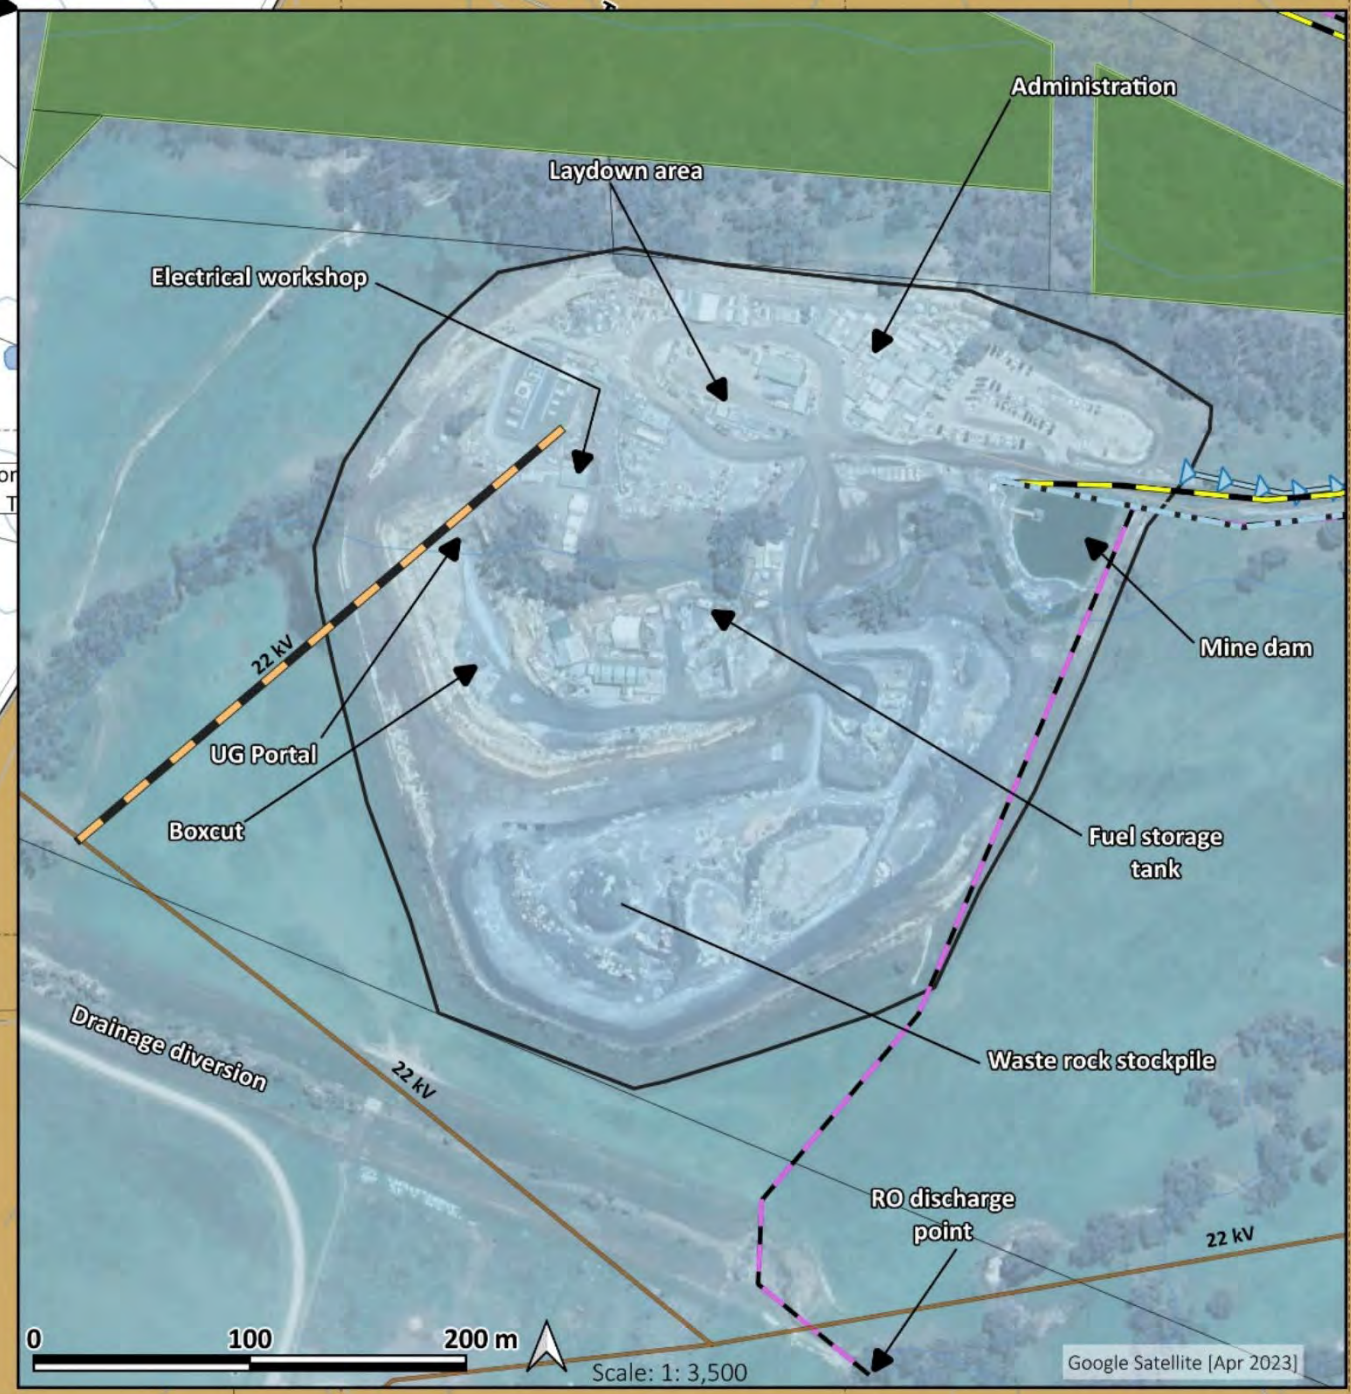 Administration
Laydown area
Electrical workshop
Mine dam
22 kV
UG Portal
Boxcut
Fuel storage
tank
Drainage diversion
22 kV
Waste rock stockpile
RO discharge
point
22 kV
0 100 200 m
Scale: 1: 3,500
Google Satellite [Apr 2023]